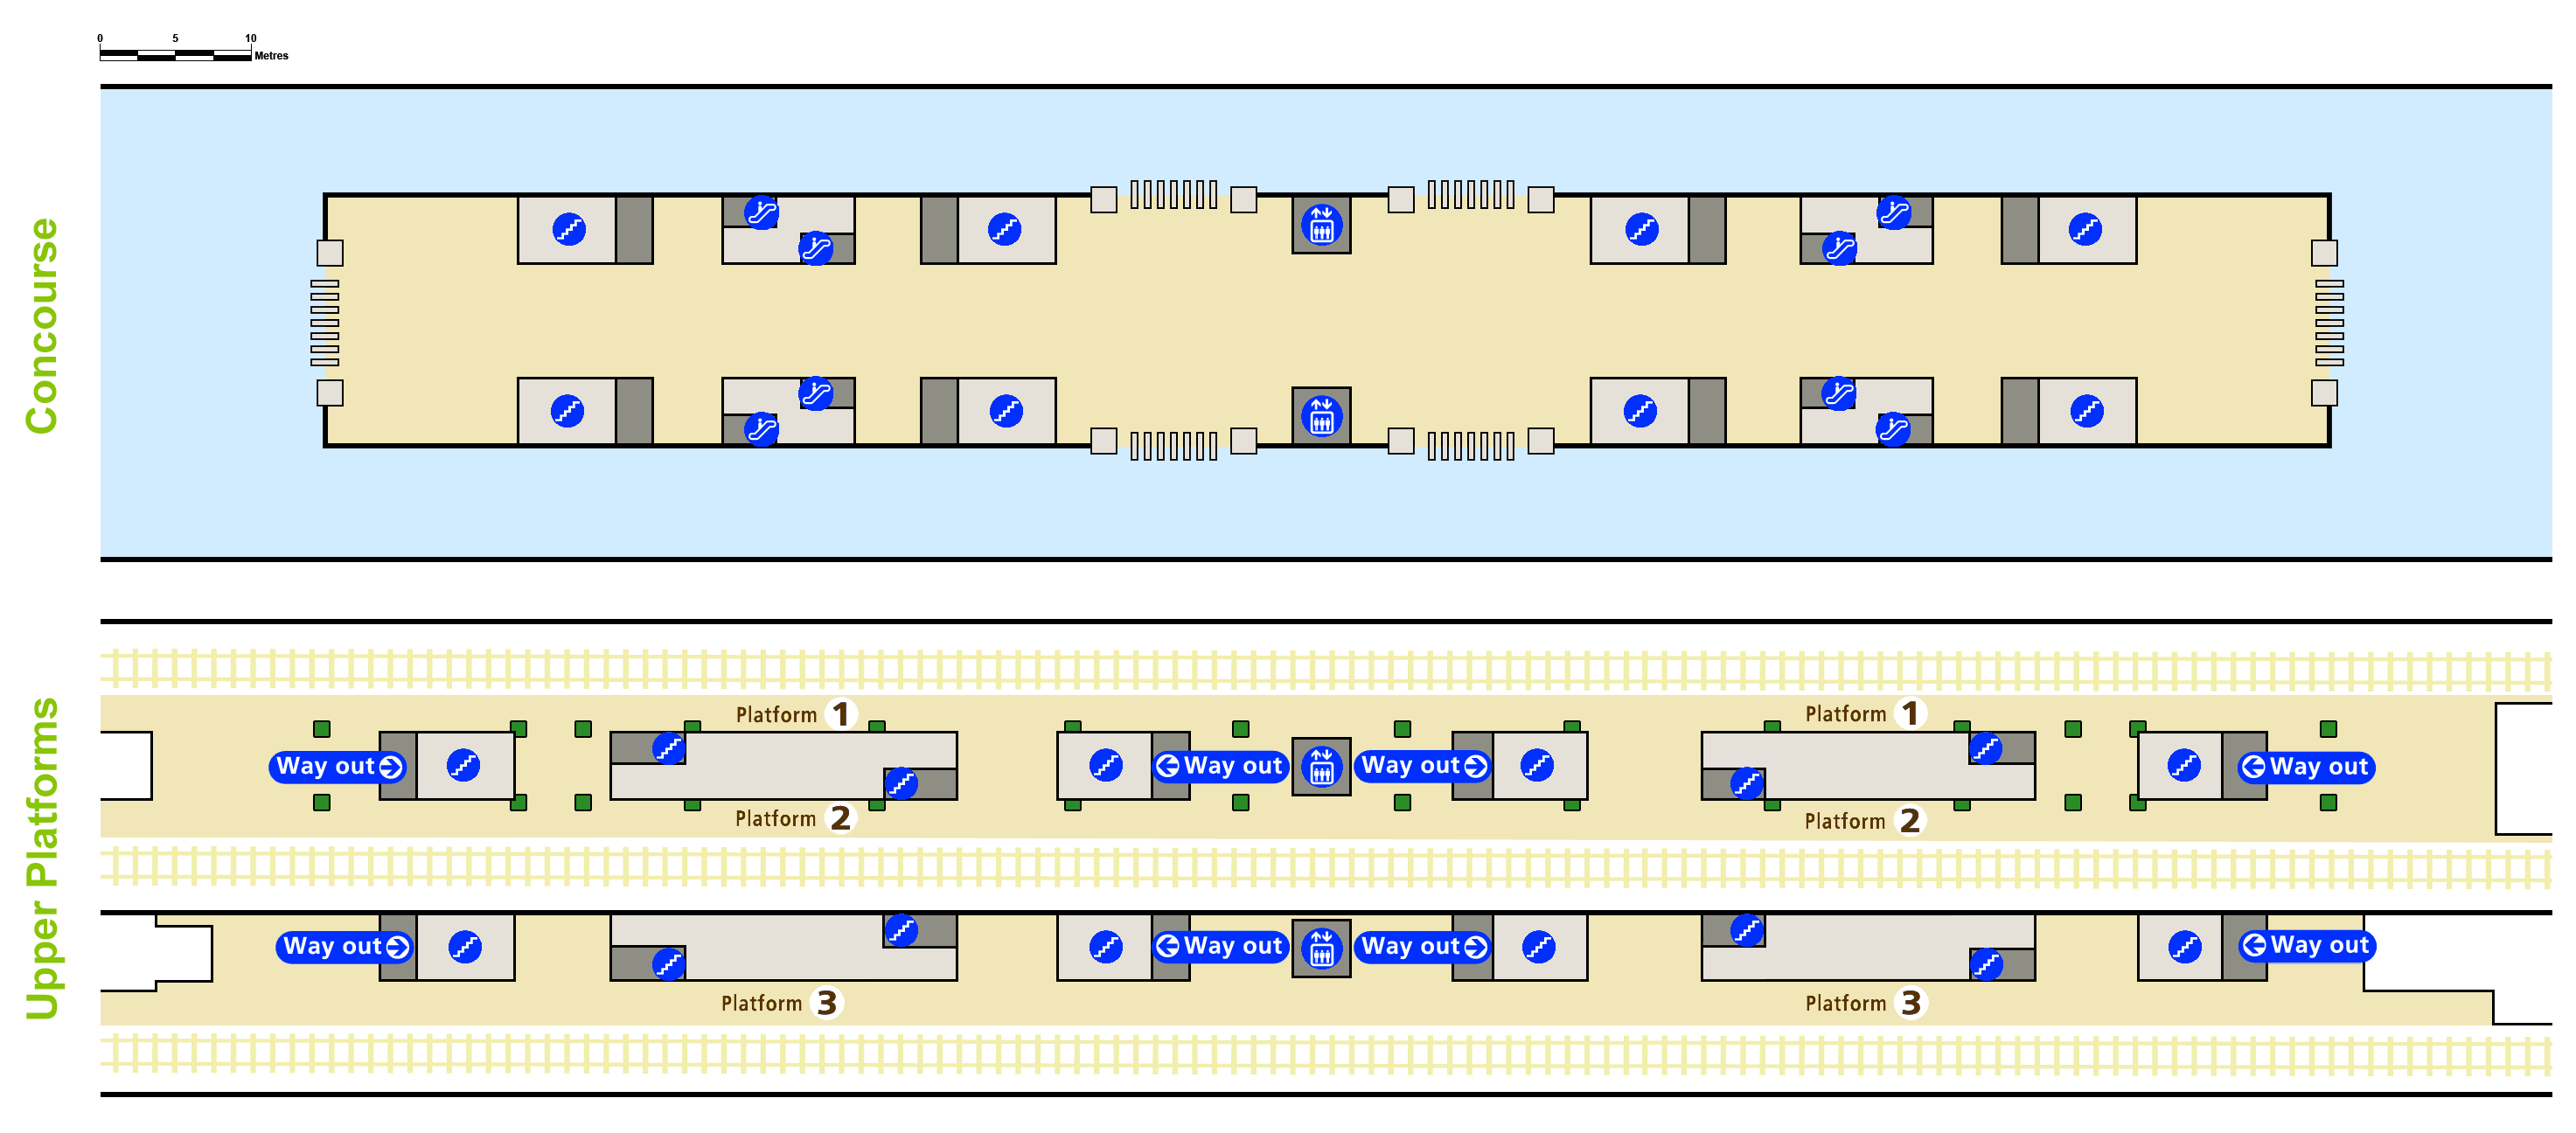 0 5 10
Metres
Concourse
Upper Platforms
Platform 1 Platform 1
Way out Way out Way out Way out
Platform 2 Platform 2
Way out Way out Way out Way out
Platform 3 Platform 3